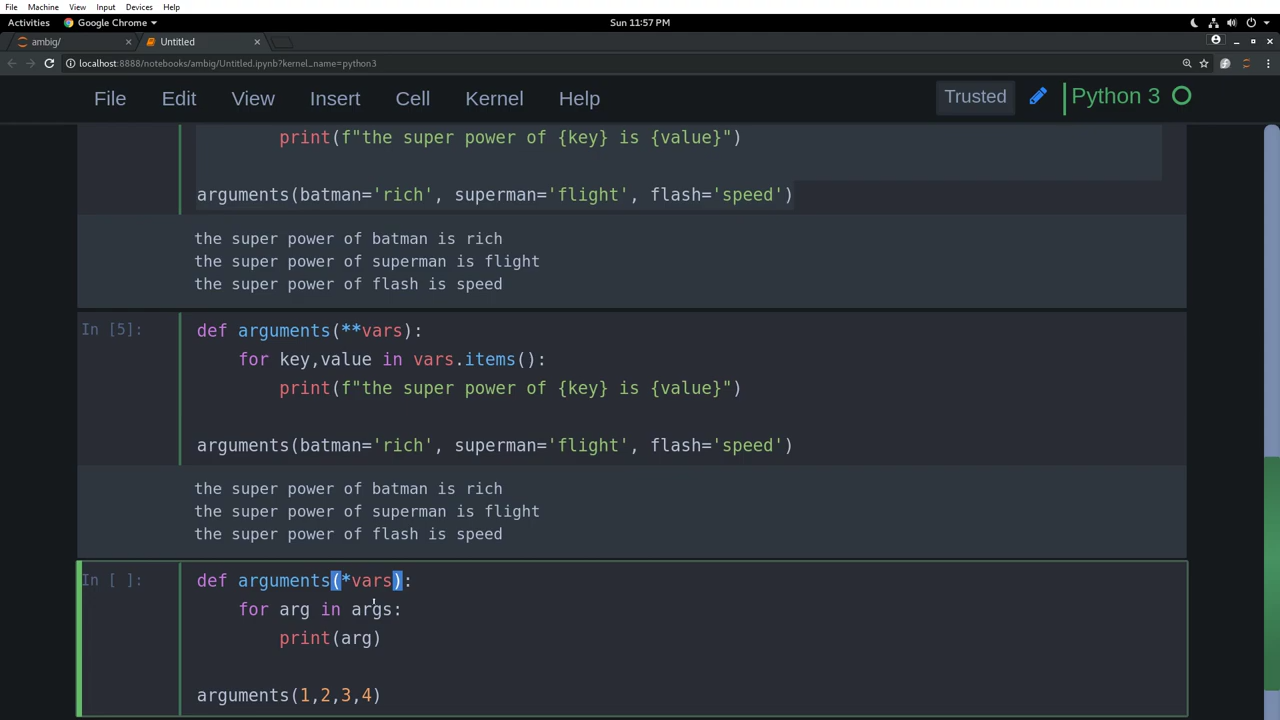 File Machine View Input Devices Help
Activities Google Chrome Sun 11:57 PM
ambig/ Untitled
localhost:8888/notebooks/ambig/Untitled.ipynb?kernel_name=python3
File Edit View Insert Cell Kernel Help Trusted Python 3
print(f"the super power of {key} is {value}")
arguments(batman='rich', superman='flight', flash='speed')
the super power of batman is rich
the super power of superman is flight
the super power of flash is speed
In [5]: def arguments(**vars):
for key,value in vars.items():
print(f"the super power of {key} is {value}")
arguments(batman='rich', superman='flight', flash='speed')
the super power of batman is rich
the super power of superman is flight
the super power of flash is speed
In [ ]: def arguments(*vars):
for arg in args:
print(arg)
arguments(1,2,3,4)